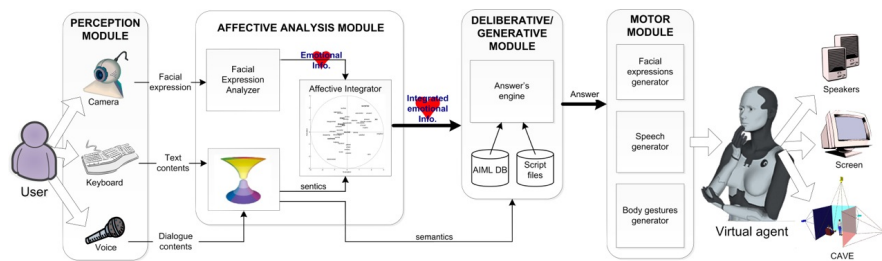 PERCEPTION
MODULE
Camera
Keyboard
Voice
User
Facial
expression
Text
contents
Dialogue
contents
AFFECTIVE ANALYSIS MODULE
Facial
Expression
Analyzer
Emotional
Info.
Affective Integrator
sentics
semantics
Integrated
emotional
Info.
DELIBERATIVE/
GENERATIVE MODULE
Answer's
engine
AIML DB
Script
files
Answer
MOTOR
MODULE
Facial
expressions
generator
Speech
generator
Body gestures
generator
Virtual agent
Speakers
Screen
CAVE